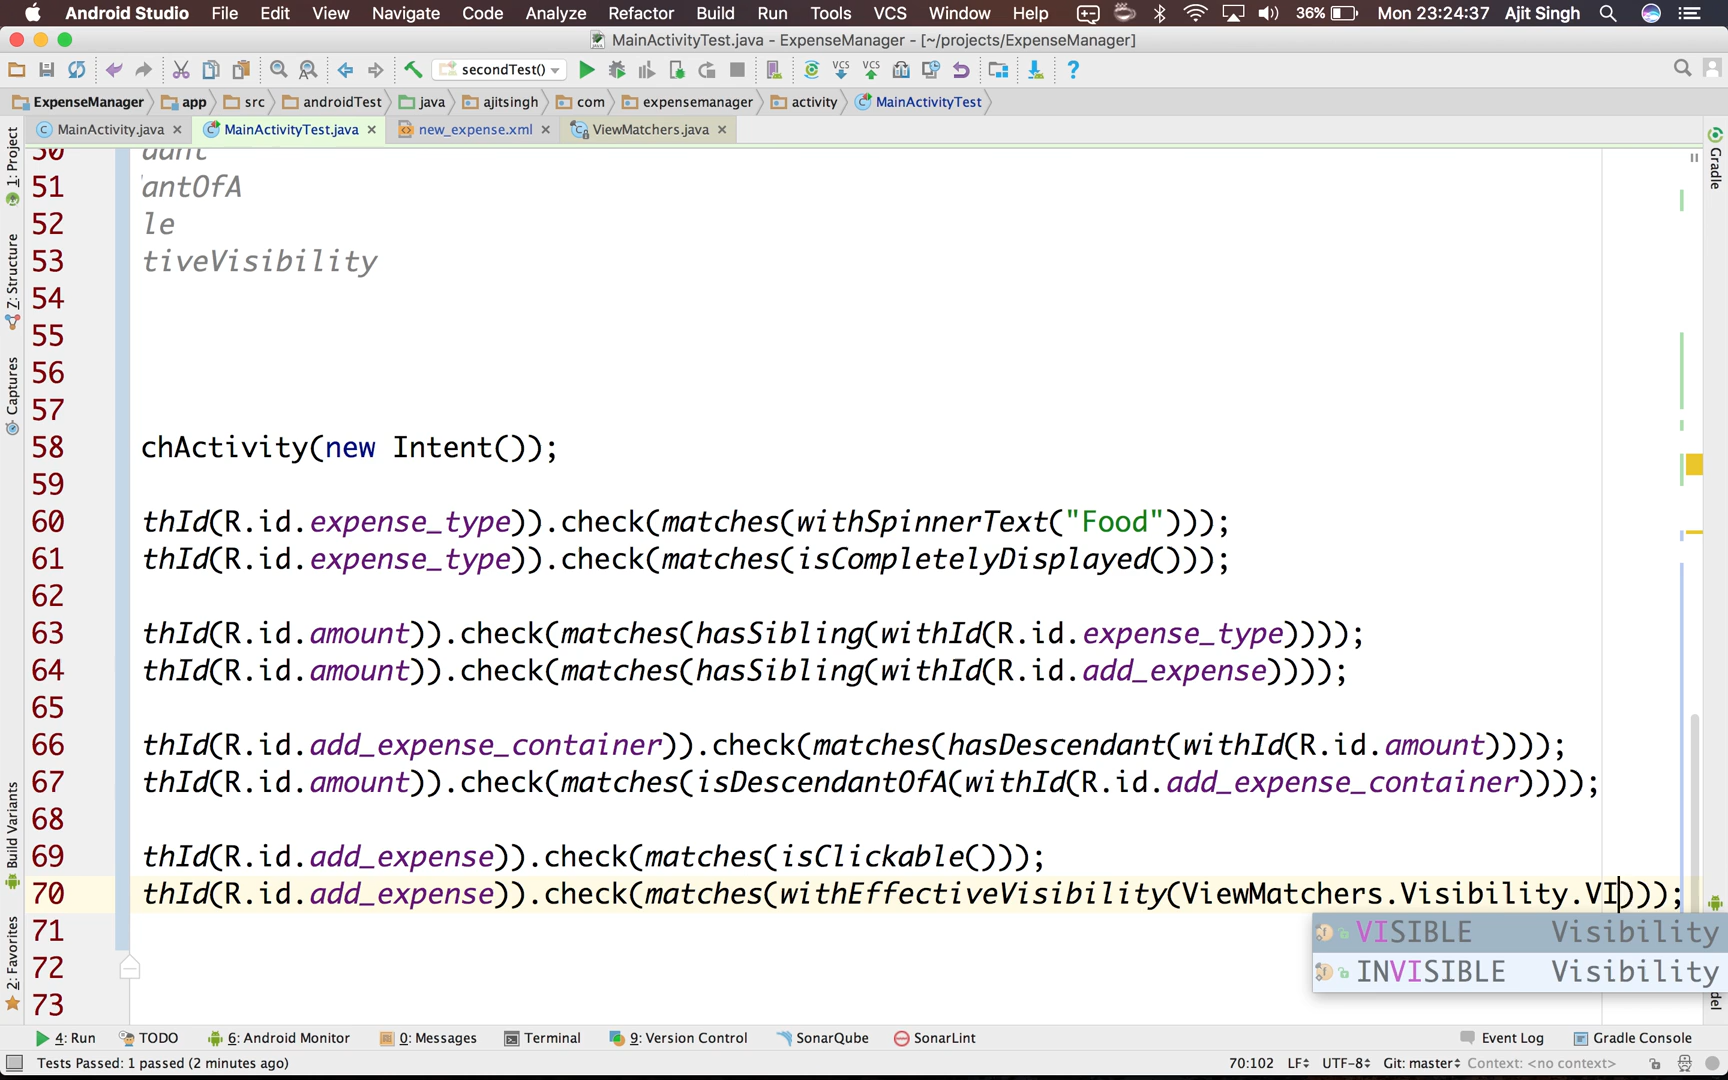 Android Studio File Edit View Navigate Code Analyze Refactor Build Run Tools VCS Window Help 36% Mon 23:24:37 Ajit Singh
MainActivityTest.java - ExpenseManager - [~/projects/ExpenseManager]
secondTest() VCS VCS ?
ExpenseManager app src androidTest java ajitsingh com expensemanager activity MainActivityTest
MainActivity.java MainActivityTest.java new_expense.xml ViewMatchers.java
1: Project
Z: Structure
Captures
Build Variants
2: Favorites
Gradle
50 dant
51 antOfA
52 le
53 tiveVisibility
54
55
56
57
58 chActivity(new Intent());
59
60 thId(R.id.expense_type)).check(matches(withSpinnerText("Food")));
61 thId(R.id.expense_type)).check(matches(isCompletelyDisplayed()));
62
63 thId(R.id.amount)).check(matches(hasSibling(withId(R.id.expense_type))));
64 thId(R.id.amount)).check(matches(hasSibling(withId(R.id.add_expense))));
65
66 thId(R.id.add_expense_container)).check(matches(hasDescendant(withId(R.id.amount))));
67 thId(R.id.amount)).check(matches(isDescendantOfA(withId(R.id.add_expense_container))));
68
69 thId(R.id.add_expense)).check(matches(isClickable()));
70 thId(R.id.add_expense)).check(matches(withEffectiveVisibility(ViewMatchers.Visibility.VI)));
71 VISIBLE Visibility
72 INVISIBLE Visibility
73
4: Run TODO 6: Android Monitor 0: Messages Terminal 9: Version Control SonarQube SonarLint Event Log Gradle Console
Tests Passed: 1 passed (2 minutes ago) 70:102 LF UTF-8 Git: master Context: <no context>